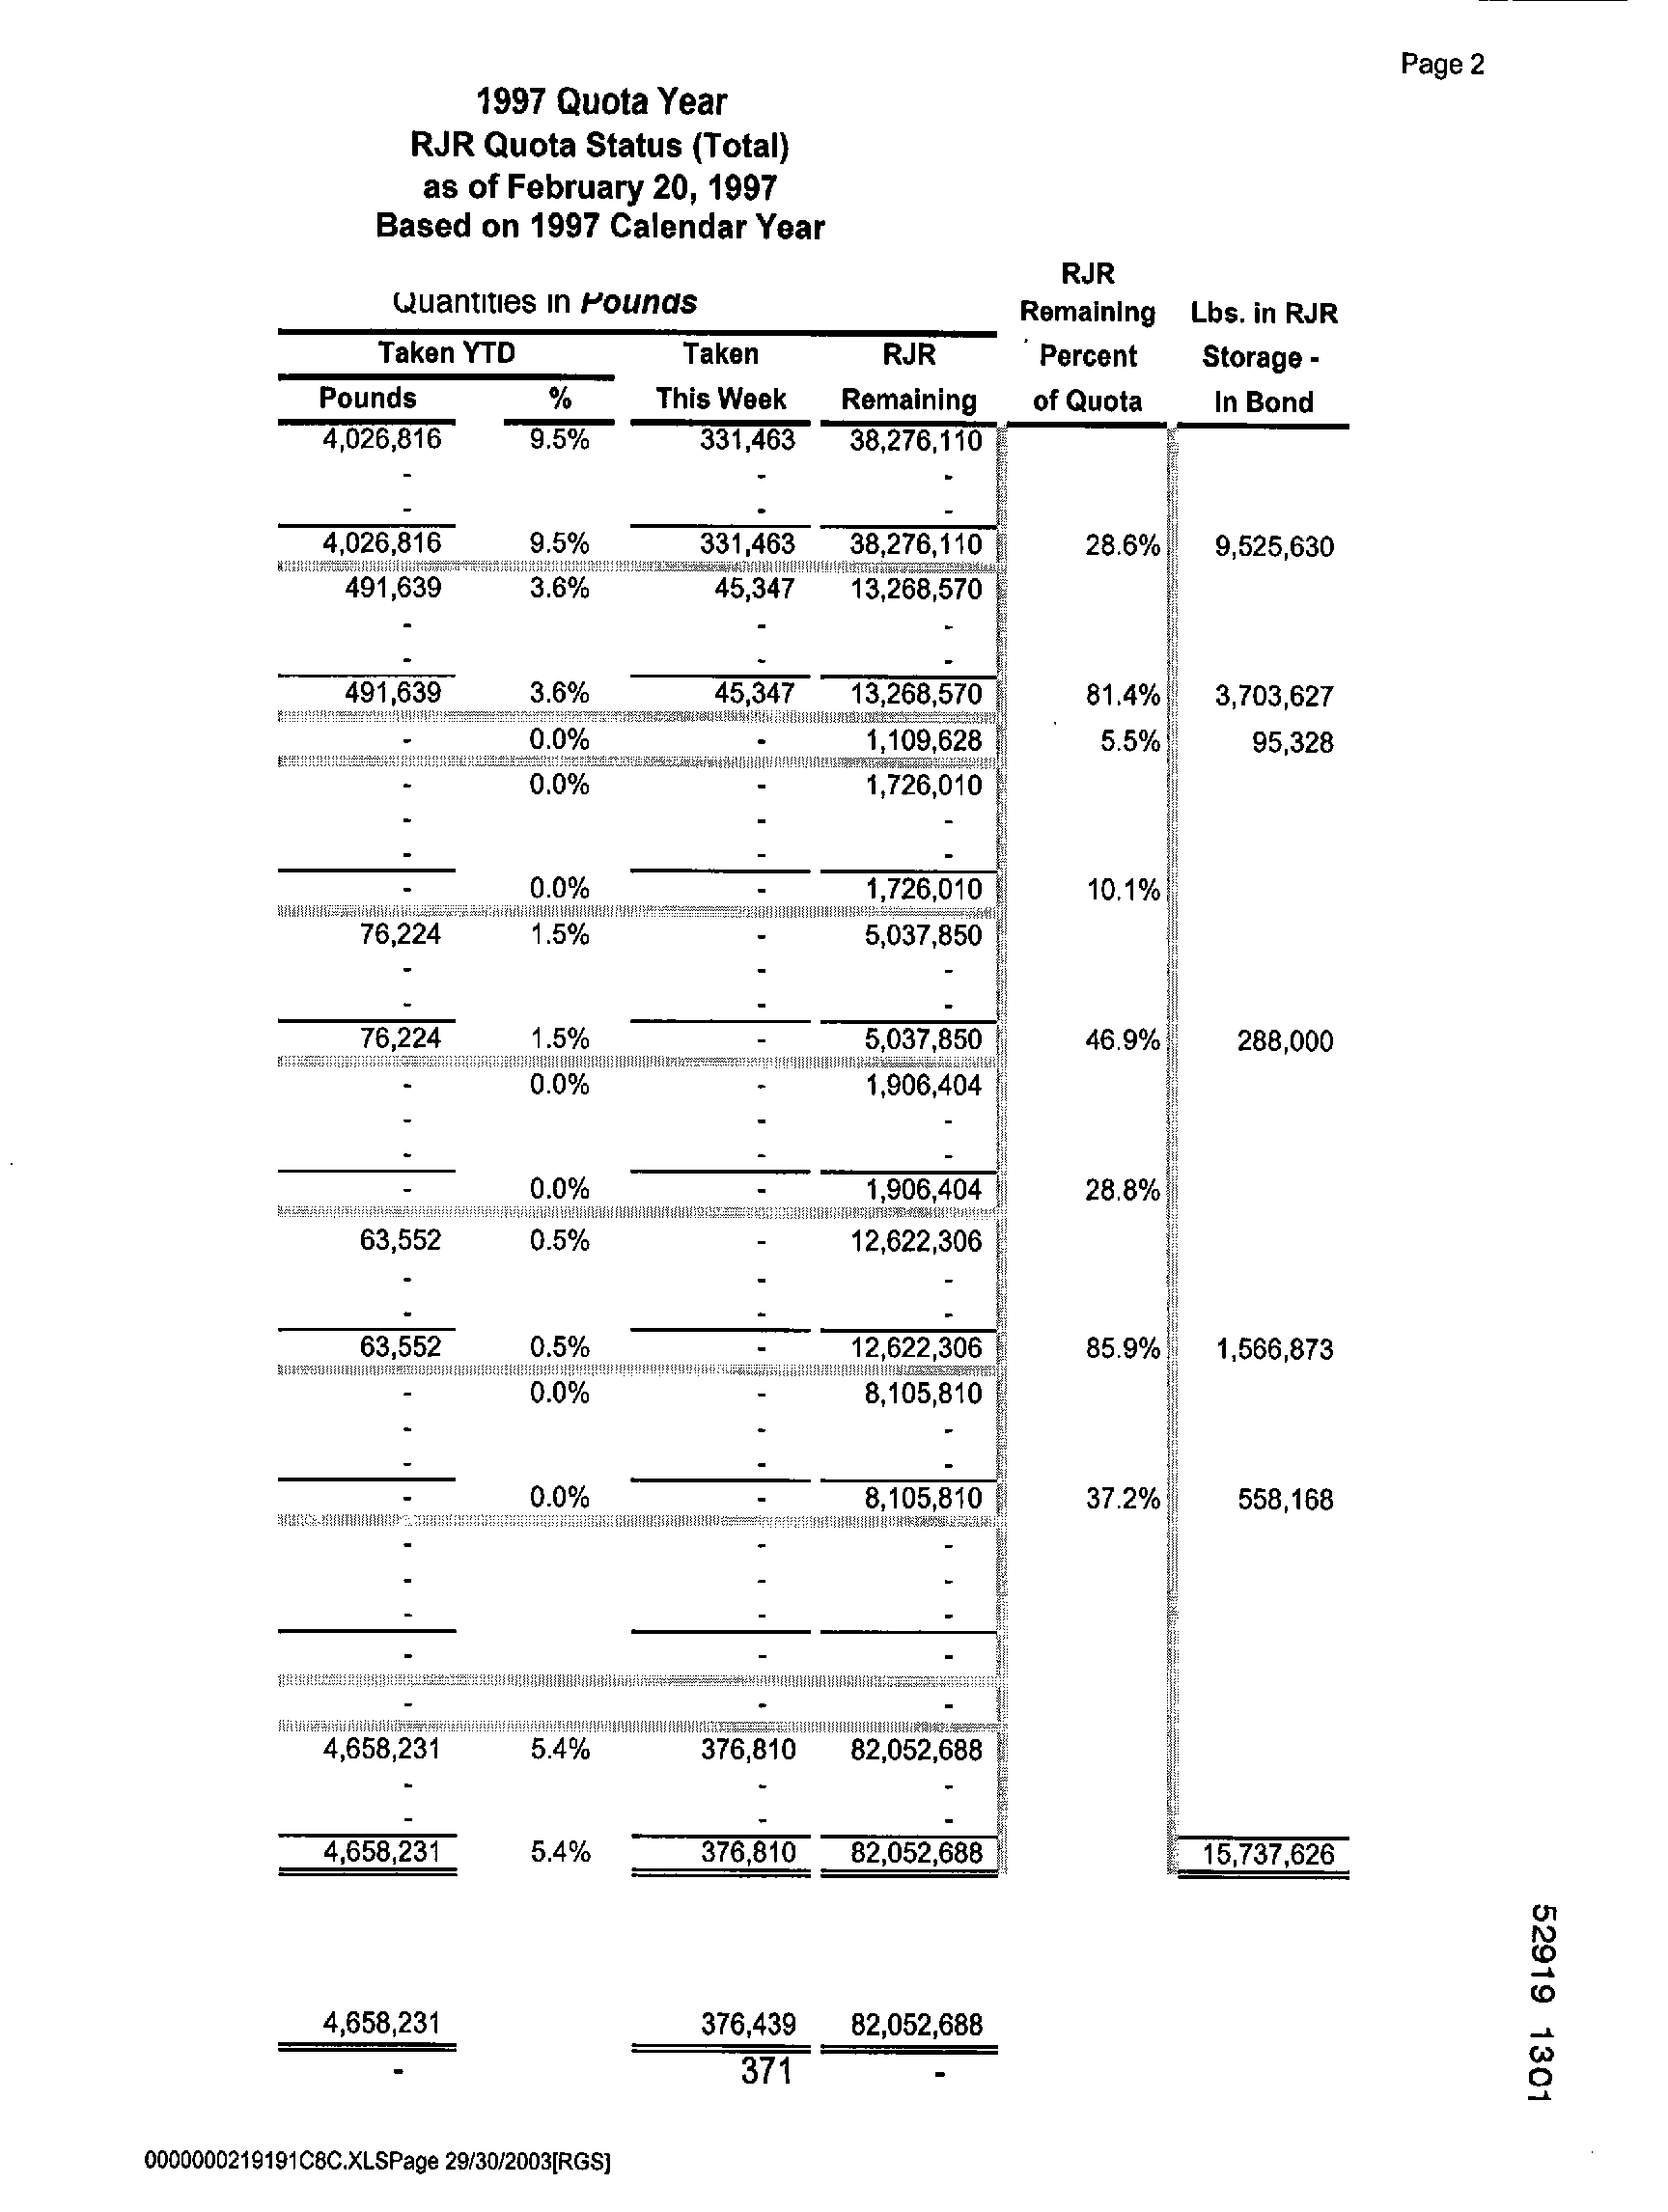 Page 2
1997 Quota Year
RJR Quota Status (Total)
as of February 20, 1997
Based on 1997 Calendar Year
RJR
Quantities in Pounds Remaining Lbs. in RJR
Taken YTD Taken RJR Percent Storage -
Pounds % This Week Remaining of Quota In Bond
4,026,816 9.5% 331,463 38,276,110
- - -
- - -
4,026,816 9.5% 331,463 38,276,110 28.6% 9,525,630
491,639 3.6% 45,347 13,268,570
- - -
- - -
491,639 3.6% 45,347 13,268,570 81.4% 3,703,627
- 0.0% - 1,109,628 5.5% 95,328
- 0.0% - 1,726,010
- - -
- - -
- 0.0% - 1,726,010 10.1%
76,224 1.5% - 5,037,850
- - -
- - -
76,224 1.5% - 5,037,850 46.9% 288,000
- 0.0% - 1,906,404
- - -
- - -
- 0.0% - 1,906,404 28.8%
63,552 0.5% - 12,622,306
- - -
- - -
63,552 0.5% - 12,622,306 85.9% 1,566,873
- 0.0% - 8,105,810
- - -
- - -
- 0.0% - 8,105,810 37.2% 558,168
- - -
- - -
- - -
- - -
- - -
4,658,231 5.4% 376,810 82,052,688
- - -
- - -
4,658,231 5.4% 376,810 82,052,688 15,737,626
4,658,231 376,439 82,052,688
- 371 -
52919 1301
0000000219191C8C.XLSPage 29/30/2003[RGS]